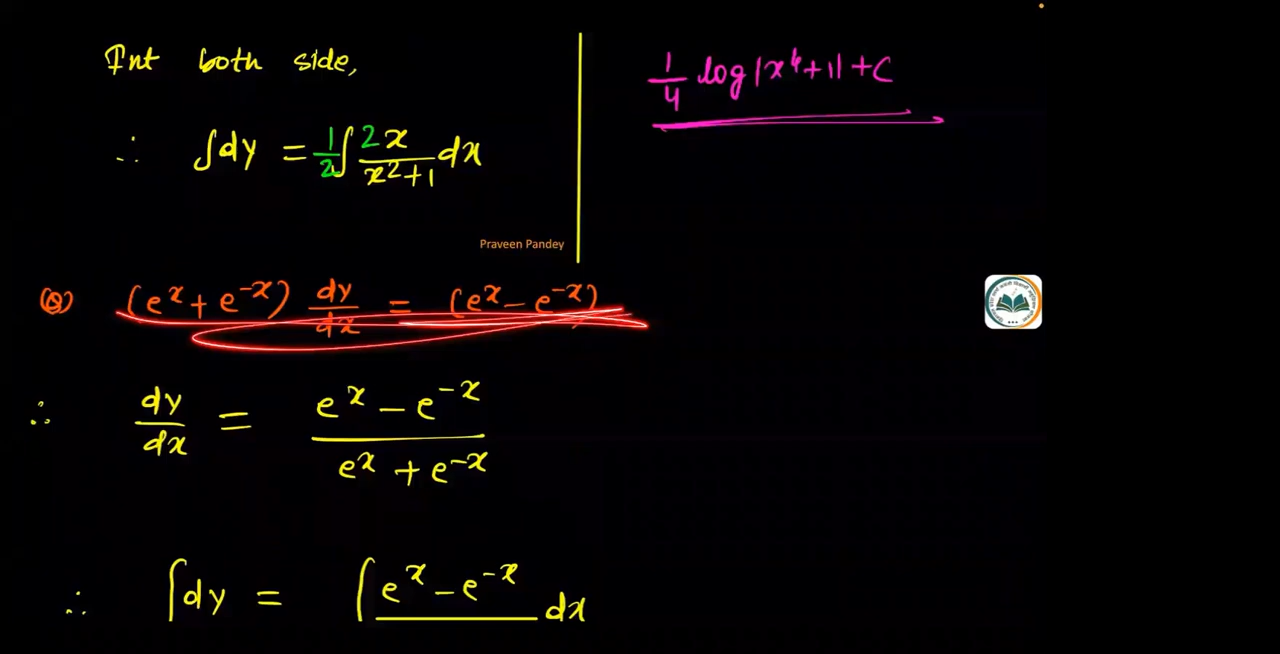 Int both side,
∴ ∫dy = 1/2 ∫ 2x/(x²+1) dx
1/4 log|x⁴+1| + C
Praveen Pandey
(Q) (eˣ + e⁻ˣ) dy/dx = (eˣ − e⁻ˣ)
∴ dy/dx = (eˣ − e⁻ˣ)/(eˣ + e⁻ˣ)
∴ ∫dy = ∫ eˣ − e⁻ˣ dx